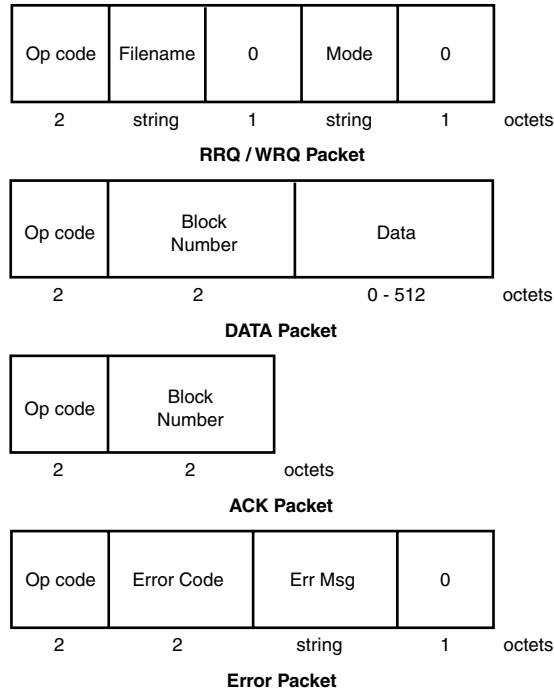 Op code Filename 0 Mode 0
2 string 1 string 1 octets
RRQ / WRQ Packet
Op code Block Number Data
2 2 0 - 512 octets
DATA Packet
Op code Block Number
2 2 octets
ACK Packet
Op code Error Code Err Msg 0
2 2 string 1 octets
Error Packet